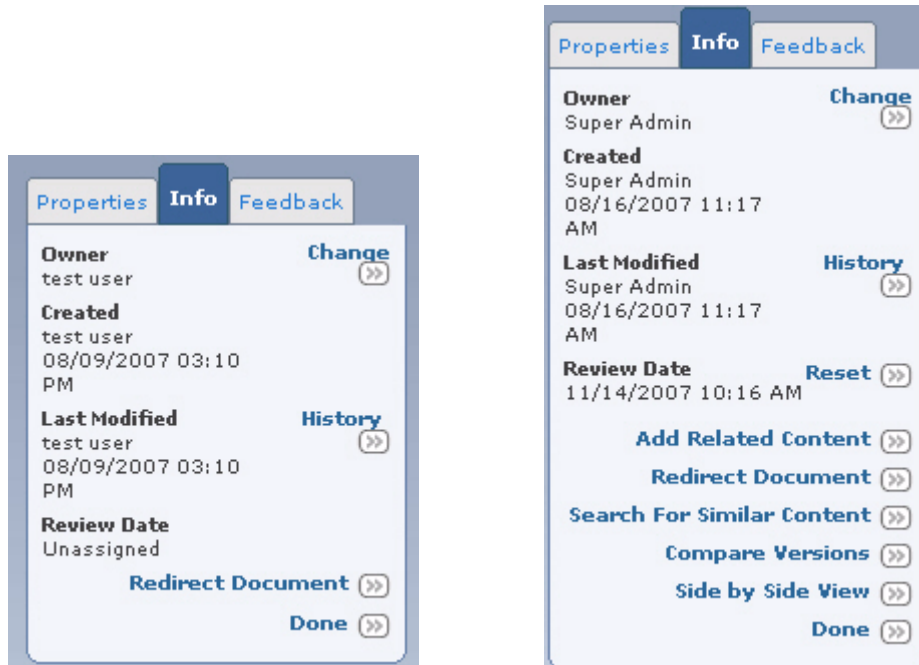 Properties Info Feedback
Owner Change
test user
Created
test user
08/09/2007 03:10
PM
Last Modified History
test user
08/09/2007 03:10
PM
Review Date
Unassigned
Redirect Document
Done
Properties Info Feedback
Owner Change
Super Admin
Created
Super Admin
08/16/2007 11:17
AM
Last Modified History
Super Admin
08/16/2007 11:17
AM
Review Date Reset
11/14/2007 10:16 AM
Add Related Content
Redirect Document
Search For Similar Content
Compare Versions
Side by Side View
Done